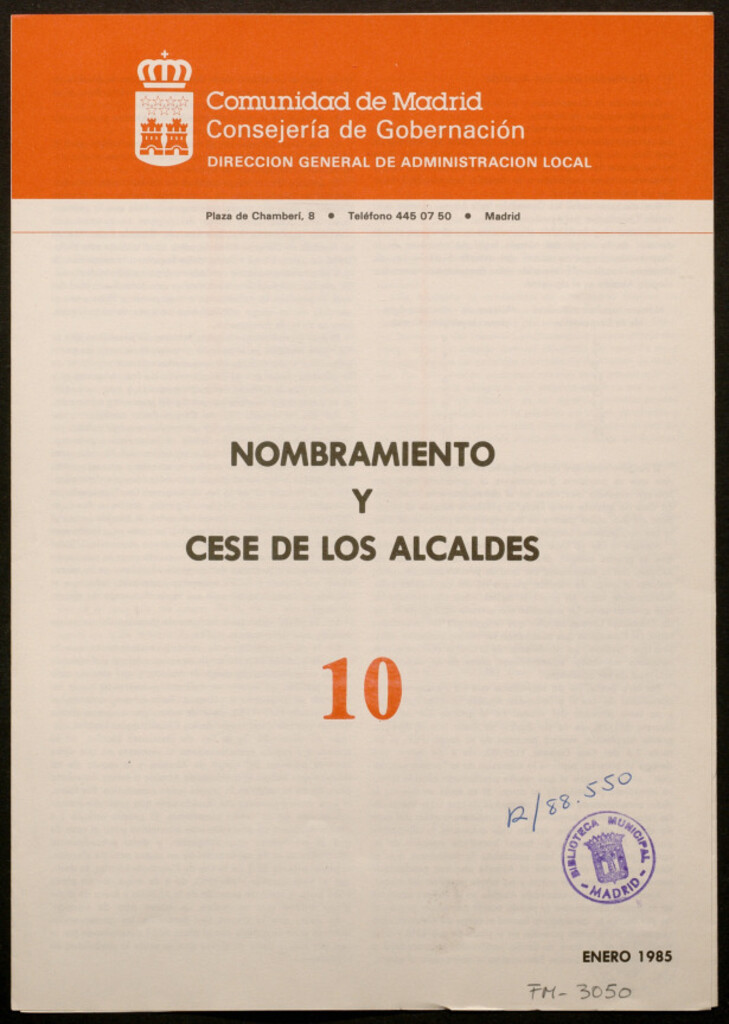 Comunidad de Madrid
Consejería de Gobernación
DIRECCION GENERAL DE ADMINISTRACION LOCAL
Plaza de Chamberí, 8 ● Teléfono 445 07 50 ● Madrid
NOMBRAMIENTO
Y
CESE DE LOS ALCALDES
10
R/88.550
BIBLIOTECA MUNICIPAL
- MADRID -
ENERO 1985
FM- 3050